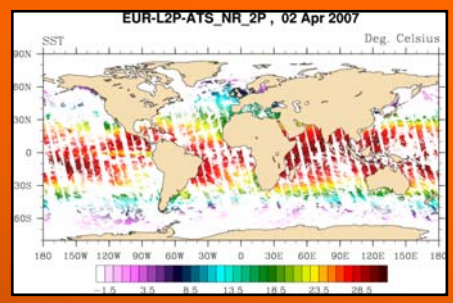 EUR-L2P-ATS_NR_2P , 02 Apr 2007
SST Deg. Celsius
90N
60N
30N
0
30S
60S
180 150W 120W 90W 60W 30W 0 30E 60E 90E 120E 150E 180
-1.5 3.5 8.5 13.5 18.5 23.5 28.5